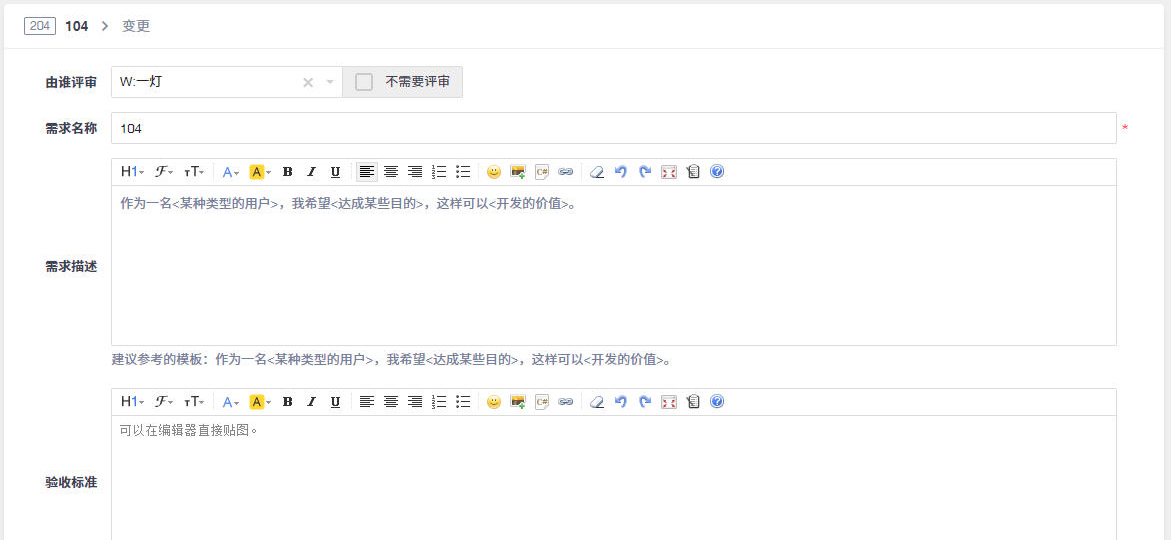 204 104 > 变更
由谁评审 W:一灯 × 不需要评审
需求名称 104 *
H1 ℱ тT A A B I U C#
作为一名<某种类型的用户>，我希望<达成某些目的>，这样可以<开发的价值>。
需求描述
建议参考的模板：作为一名<某种类型的用户>，我希望<达成某些目的>，这样可以<开发的价值>。
H1 ℱ тT A A B I U C#
可以在编辑器直接贴图。
验收标准